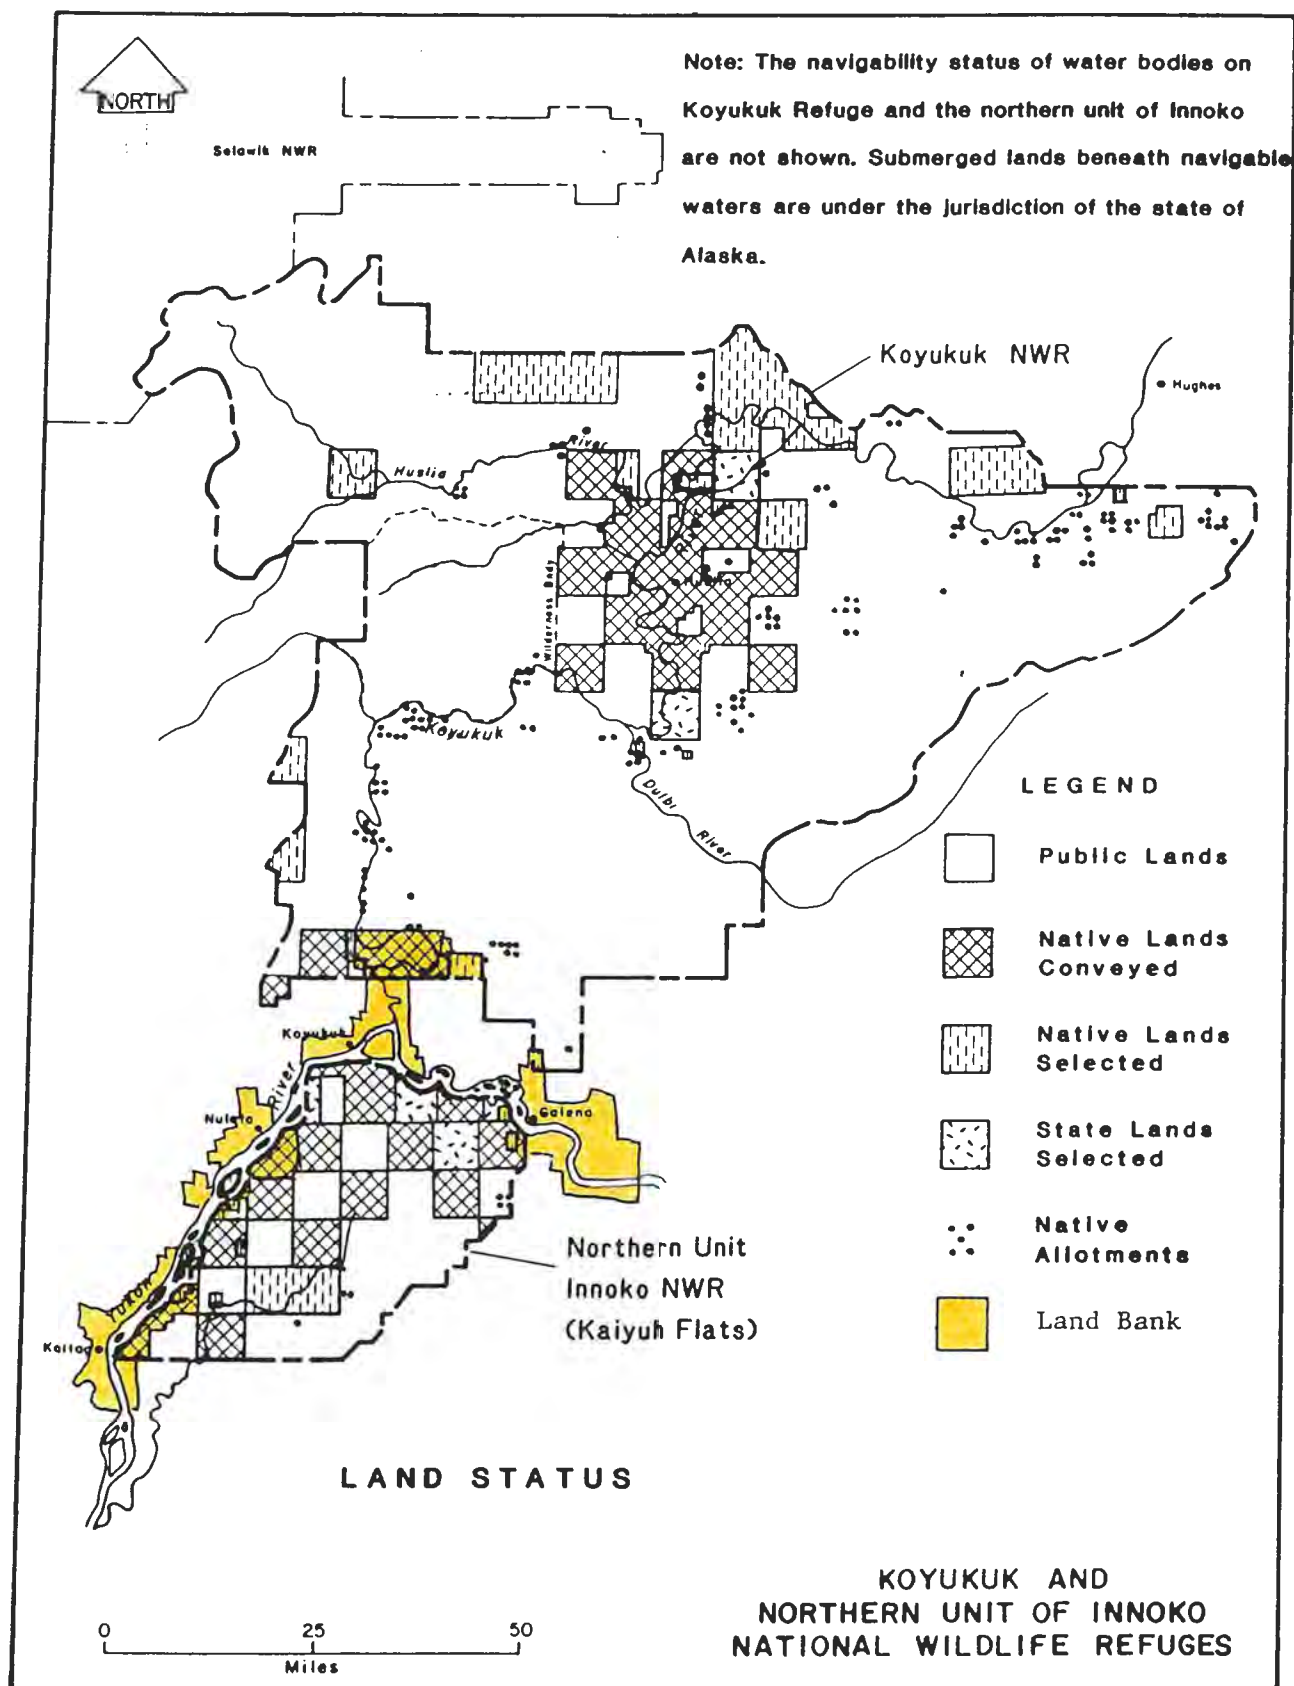 NORTH
Note: The navigability status of water bodies on
Koyukuk Refuge and the northern unit of Innoko
are not shown. Submerged lands beneath navigable
waters are under the jurisdiction of the state of
Alaska.
Selawik NWR
Koyukuk NWR
Hughes
River
Huslia
Wilderness Bndy
Huslia
Koyukuk
Dulbi
River
LEGEND
Public Lands
Native Lands
Conveyed
Native Lands
Selected
State Lands
Selected
Native
Allotments
Land Bank
Koyukuk
River
Nulato
Galena
YUKON
Kaltag
Northern Unit
Innoko NWR
(Kaiyuh Flats)
LAND STATUS
KOYUKUK AND
NORTHERN UNIT OF INNOKO
NATIONAL WILDLIFE REFUGES
0 25 50
Miles